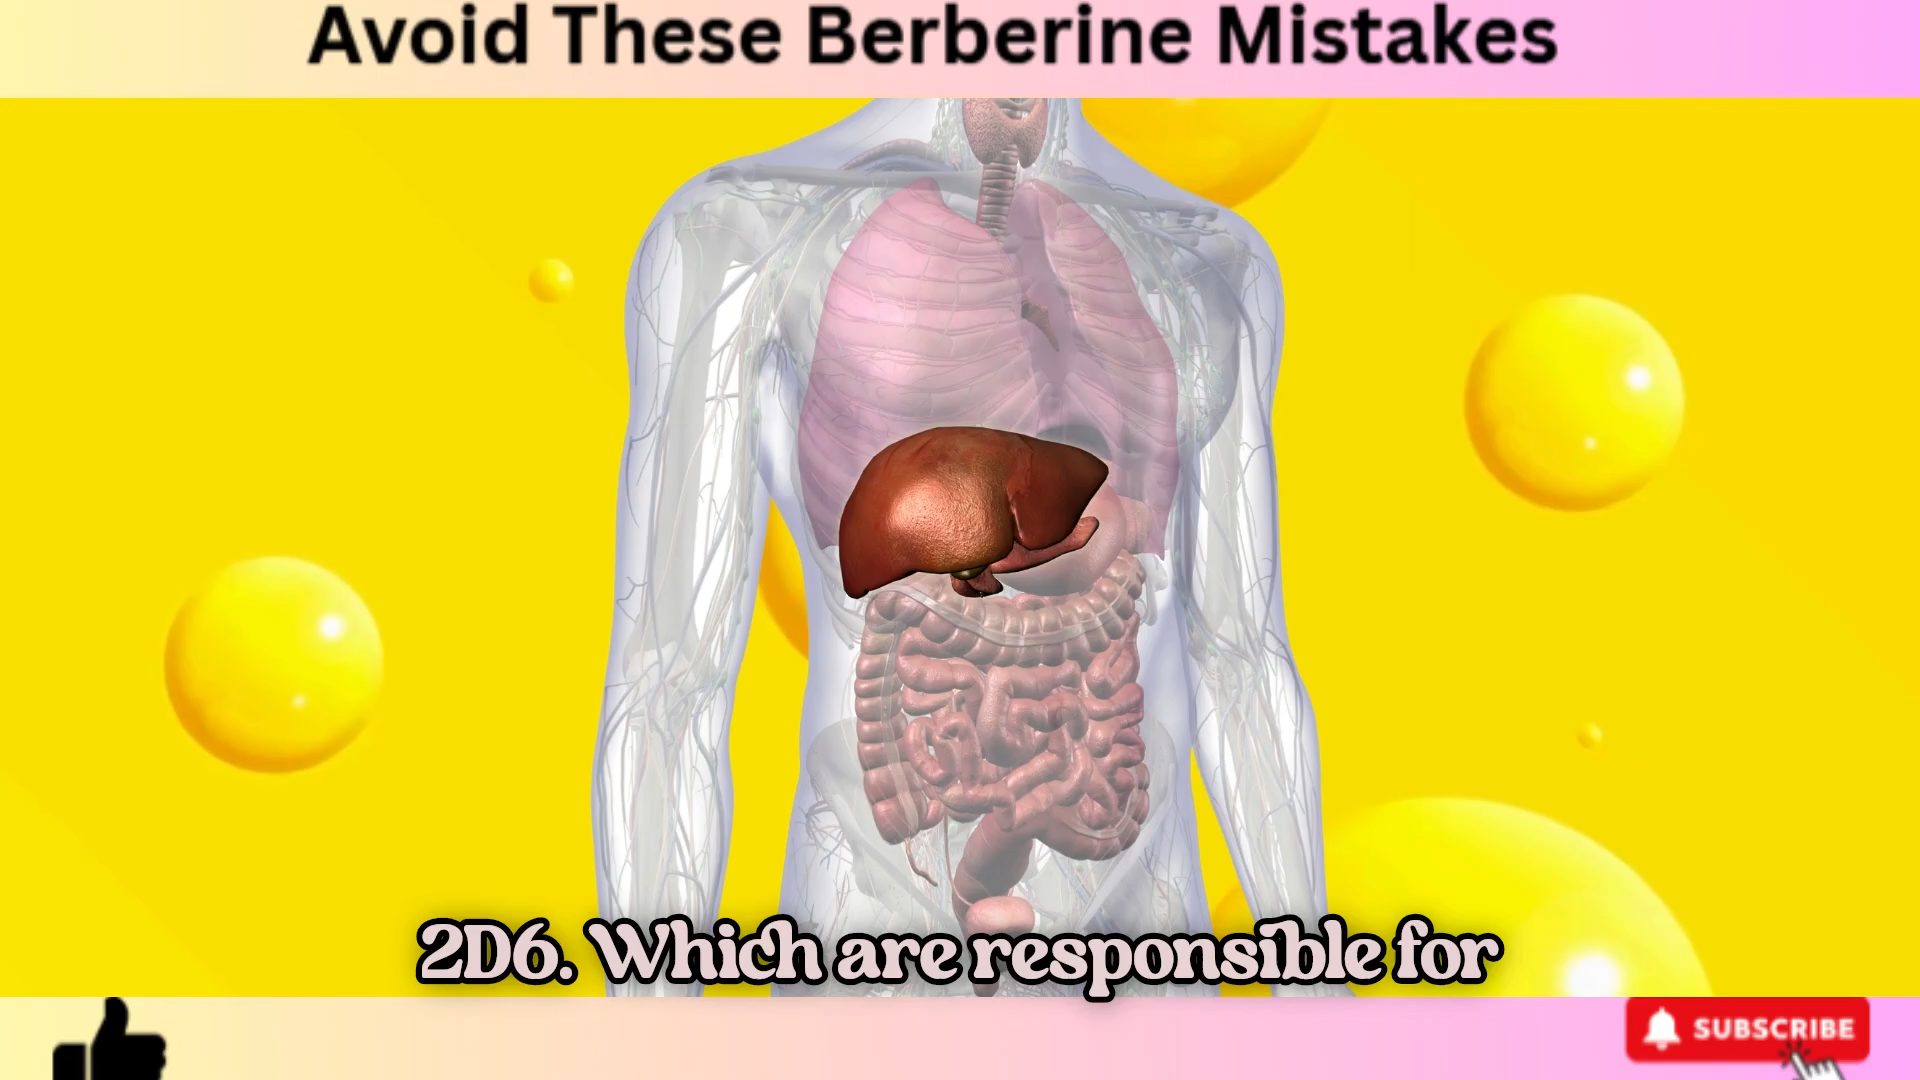 Avoid These Berberine Mistakes
2D6. Which are responsible for
SUBSCRIBE